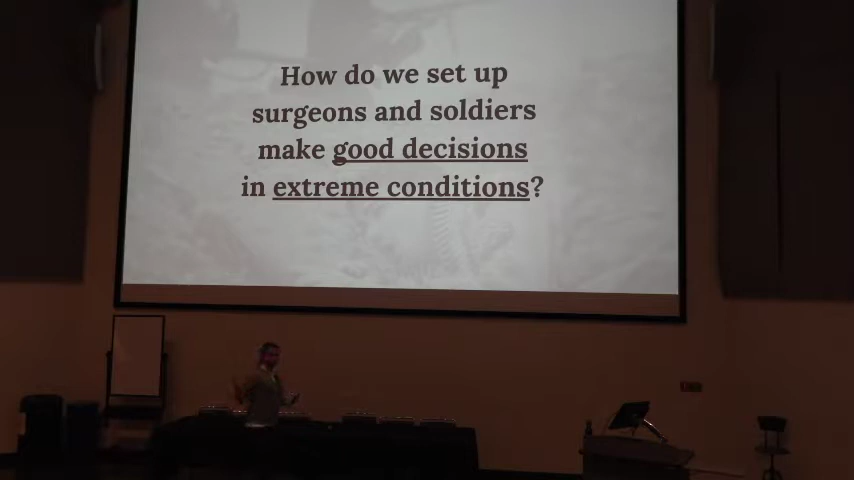 How do we set up
surgeons and soldiers
make good decisions
in extreme conditions?